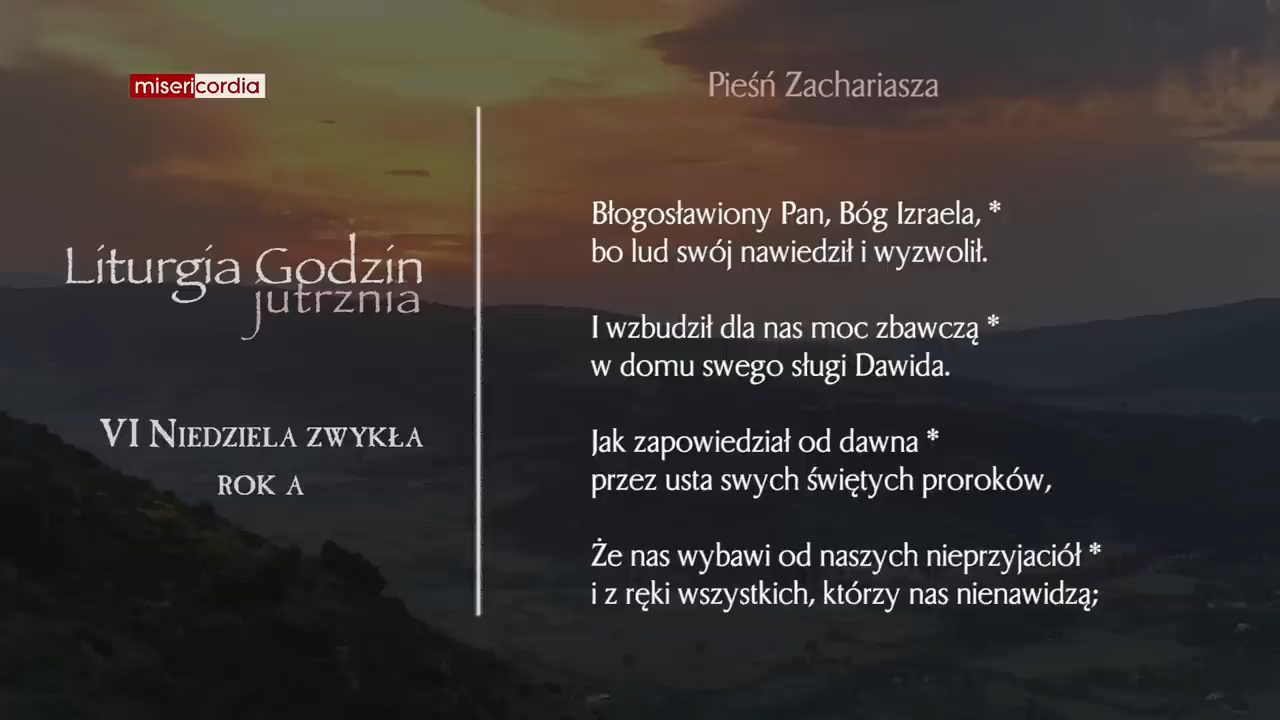 misericordia
Liturgia Godzin
jutrznia
VI Niedziela zwykła
rok A
Pieśń Zachariasza
Błogosławiony Pan, Bóg Izraela, *
bo lud swój nawiedził i wyzwolił.
I wzbudził dla nas moc zbawczą *
w domu swego sługi Dawida.
Jak zapowiedział od dawna *
przez usta swych świętych proroków,
Że nas wybawi od naszych nieprzyjaciół *
i z ręki wszystkich, którzy nas nienawidzą;